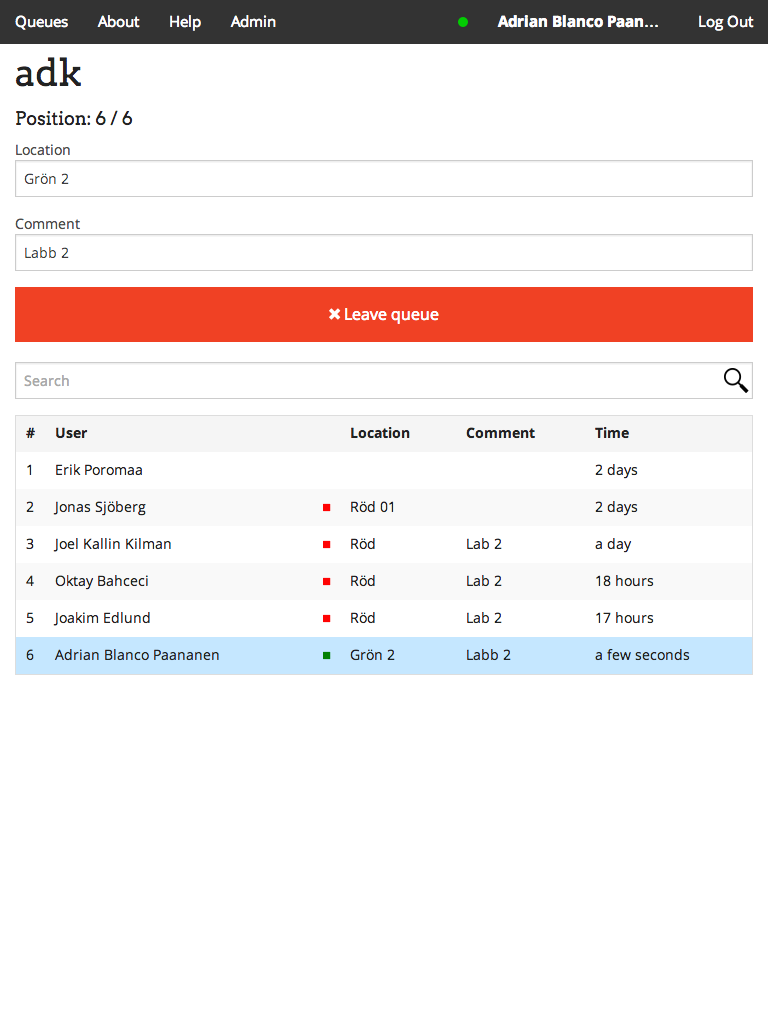 Queues About Help Admin Adrian Blanco Paan... Log Out
adk
Position: 6 / 6
Location
Grön 2
Comment
Labb 2
Leave queue
Search
# User Location Comment Time
1 Erik Poromaa 2 days
2 Jonas Sjöberg Röd 01 2 days
3 Joel Kallin Kilman Röd Lab 2 a day
4 Oktay Bahceci Röd Lab 2 18 hours
5 Joakim Edlund Röd Lab 2 17 hours
6 Adrian Blanco Paananen Grön 2 Labb 2 a few seconds